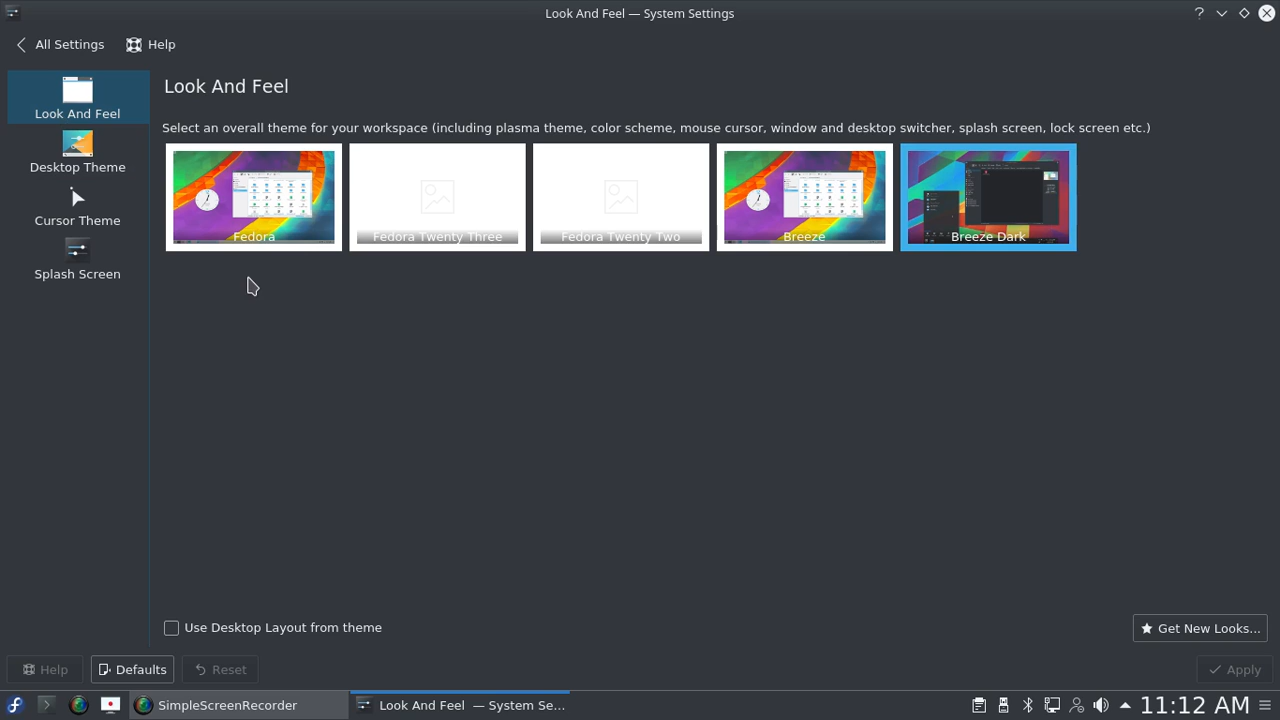 Look And Feel — System Settings
All Settings
Help
Look And Feel
Desktop Theme
Cursor Theme
Splash Screen
Look And Feel
Select an overall theme for your workspace (including plasma theme, color scheme, mouse cursor, window and desktop switcher, splash screen, lock screen etc.)
Fedora
Fedora Twenty Three
Fedora Twenty Two
Breeze
Breeze Dark
Use Desktop Layout from theme
Get New Looks...
Help
Defaults
Reset
Apply
SimpleScreenRecorder
Look And Feel — System Se...
11:12 AM